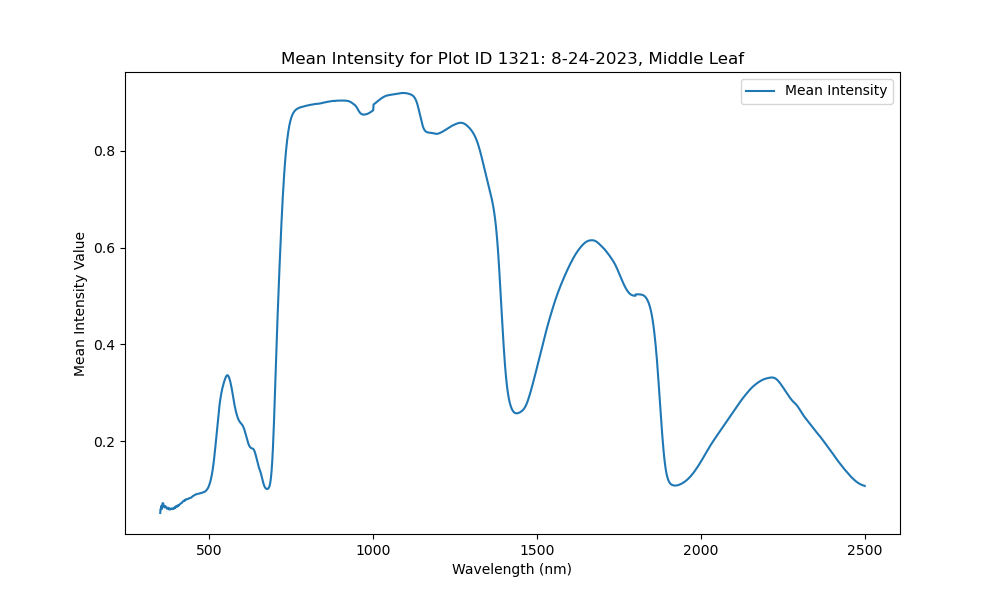 Mean Intensity for Plot ID 1321: 8-24-2023, Middle Leaf
Mean Intensity
Mean Intensity Value
0.8
0.6
0.4
0.2
500 1000 1500 2000 2500
Wavelength (nm)